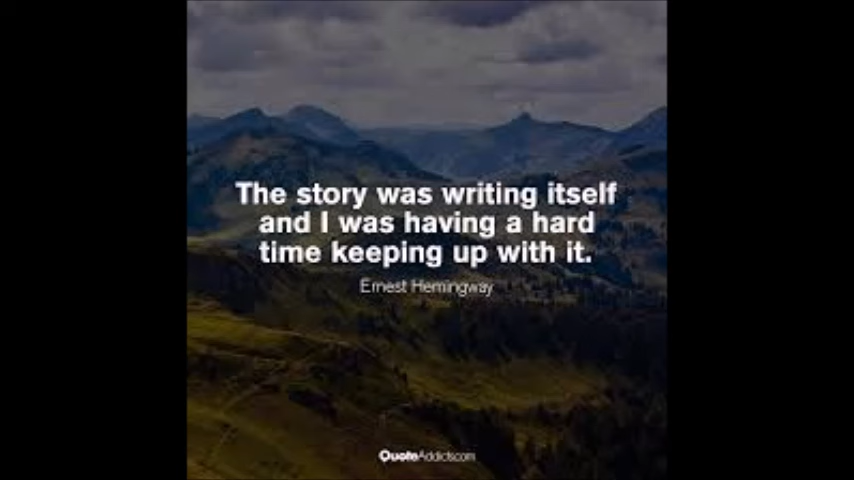 The story was writing itself
and I was having a hard
time keeping up with it.
Ernest Hemingway
QuoteAddicts.com